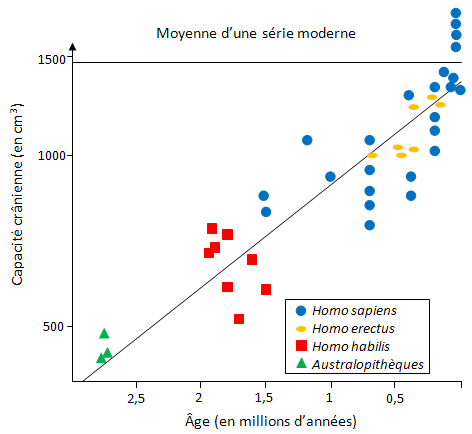 Moyenne d'une série moderne
Capacité crânienne (en cm³)
1500
1000
500
2,5 2 1,5 1 0,5
Âge (en millions d'années)
Homo sapiens
Homo erectus
Homo habilis
Australopithèques